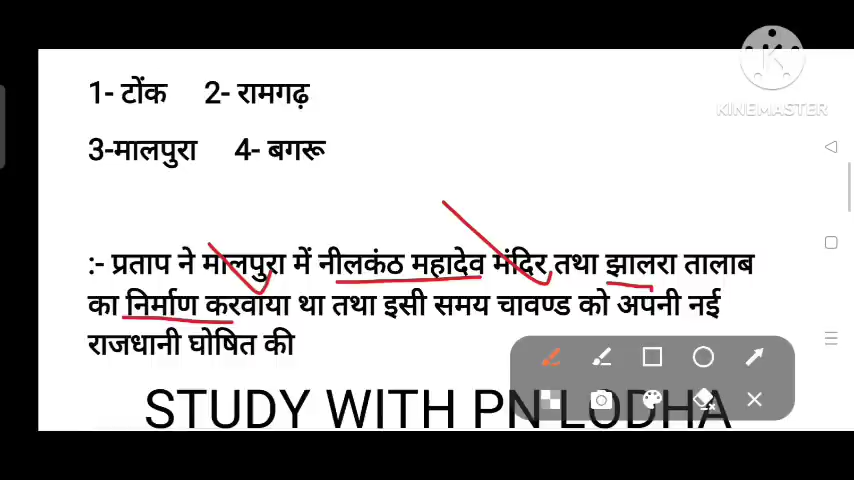 1- टोंक 2- रामगढ़
KINEMASTER
3-मालपुरा 4- बगरू
:- प्रताप ने मालपुरा में नीलकंठ महादेव मंदिर तथा झालरा तालाब
का निर्माण करवाया था तथा इसी समय चावण्ड को अपनी नई
राजधानी घोषित की
STUDY WITH PN LODHA